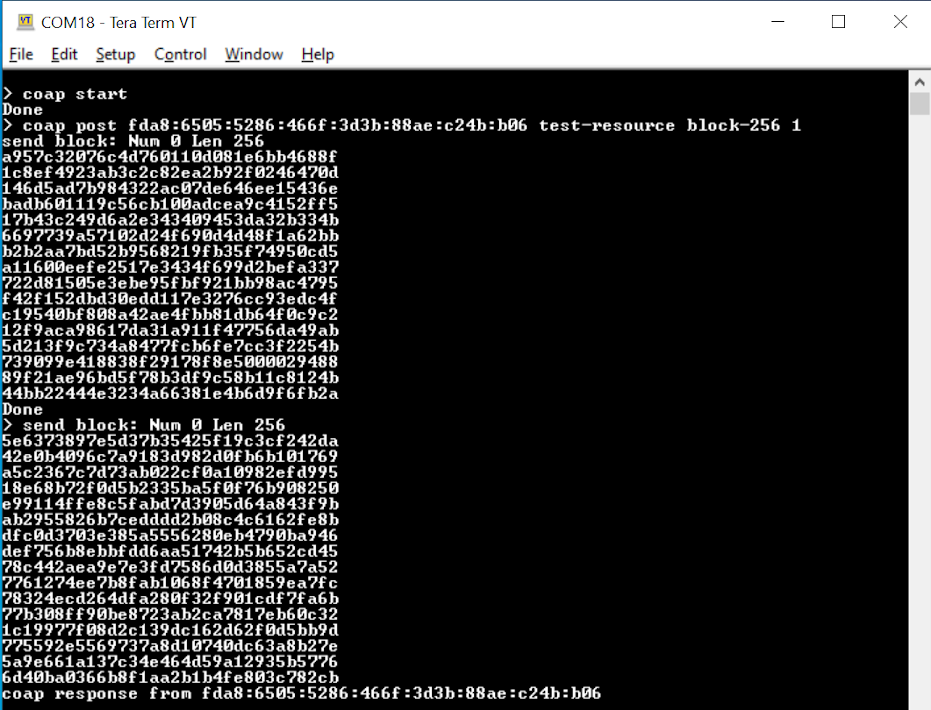 COM18 - Tera Term VT
File Edit Setup Control Window Help
> coap start
Done
> coap post fda8:6505:5286:466f:3d3b:88ae:c24b:b06 test-resource block-256 1
send block: Num 0 Len 256
a957c32076c4d760110d081e6bb4688f
1c8ef4923ab3c2c82ea2b92f0246470d
146d5ad7b984322ac07de646ee15436e
badb601119c56cb100adcea9c4152ff5
17b43c249d6a2e343409453da32b334b
6697739a57102d24f690d4d48f1a62bb
b2b2aa7bd52b9568219fb35f74950cd5
a11600eefe2517e3434f699d2befa337
722d81505e3ebe95fbf921bb98ac4795
f42f152dbd30edd117e3276cc93edc4f
c19540bf808a42ae4fbb81db64f0c9c2
12f9aca98617da31a911f47756da49ab
5d213f9c734a8477fcb6fe7cc3f2254b
739099e418838f29178f8e5000029488
89f21ae96bd5f78b3df9c58b11c8124b
44bb22444e3234a66381e4b6d9f6fb2a
Done
> send block: Num 0 Len 256
5e6373897e5d37b35425f19c3cf242da
42e0b4096c7a9183d982d0fb6b101769
a5c2367c7d73ab022cf0a10982efd995
18e68b72f0d5b2335ba5f0f76b908250
e99114ffe8c5fabd7d3905d64a843f9b
ab2955826b7cedddd2b08c4c6162fe8b
dfc0d3703e385a5556280eb4790ba946
def756b8ebbfdd6aa51742b5b652cd45
78c442aea9e7e3fd7586d0d3855a7a52
7761274ee7b8fab1068f4701859ea7fc
78324ecd264dfa280f32f901cdf7fa6b
77b308ff90be8723ab2ca7817eb60c32
1c19977f08d2c139dc162d62f0d5bb9d
775592e5569737a8d10740dc63a8b27e
5a9e661a137c34e464d59a12935b5776
6d40ba0366b8f1aa2b1b4fe803c782cb
coap response from fda8:6505:5286:466f:3d3b:88ae:c24b:b06